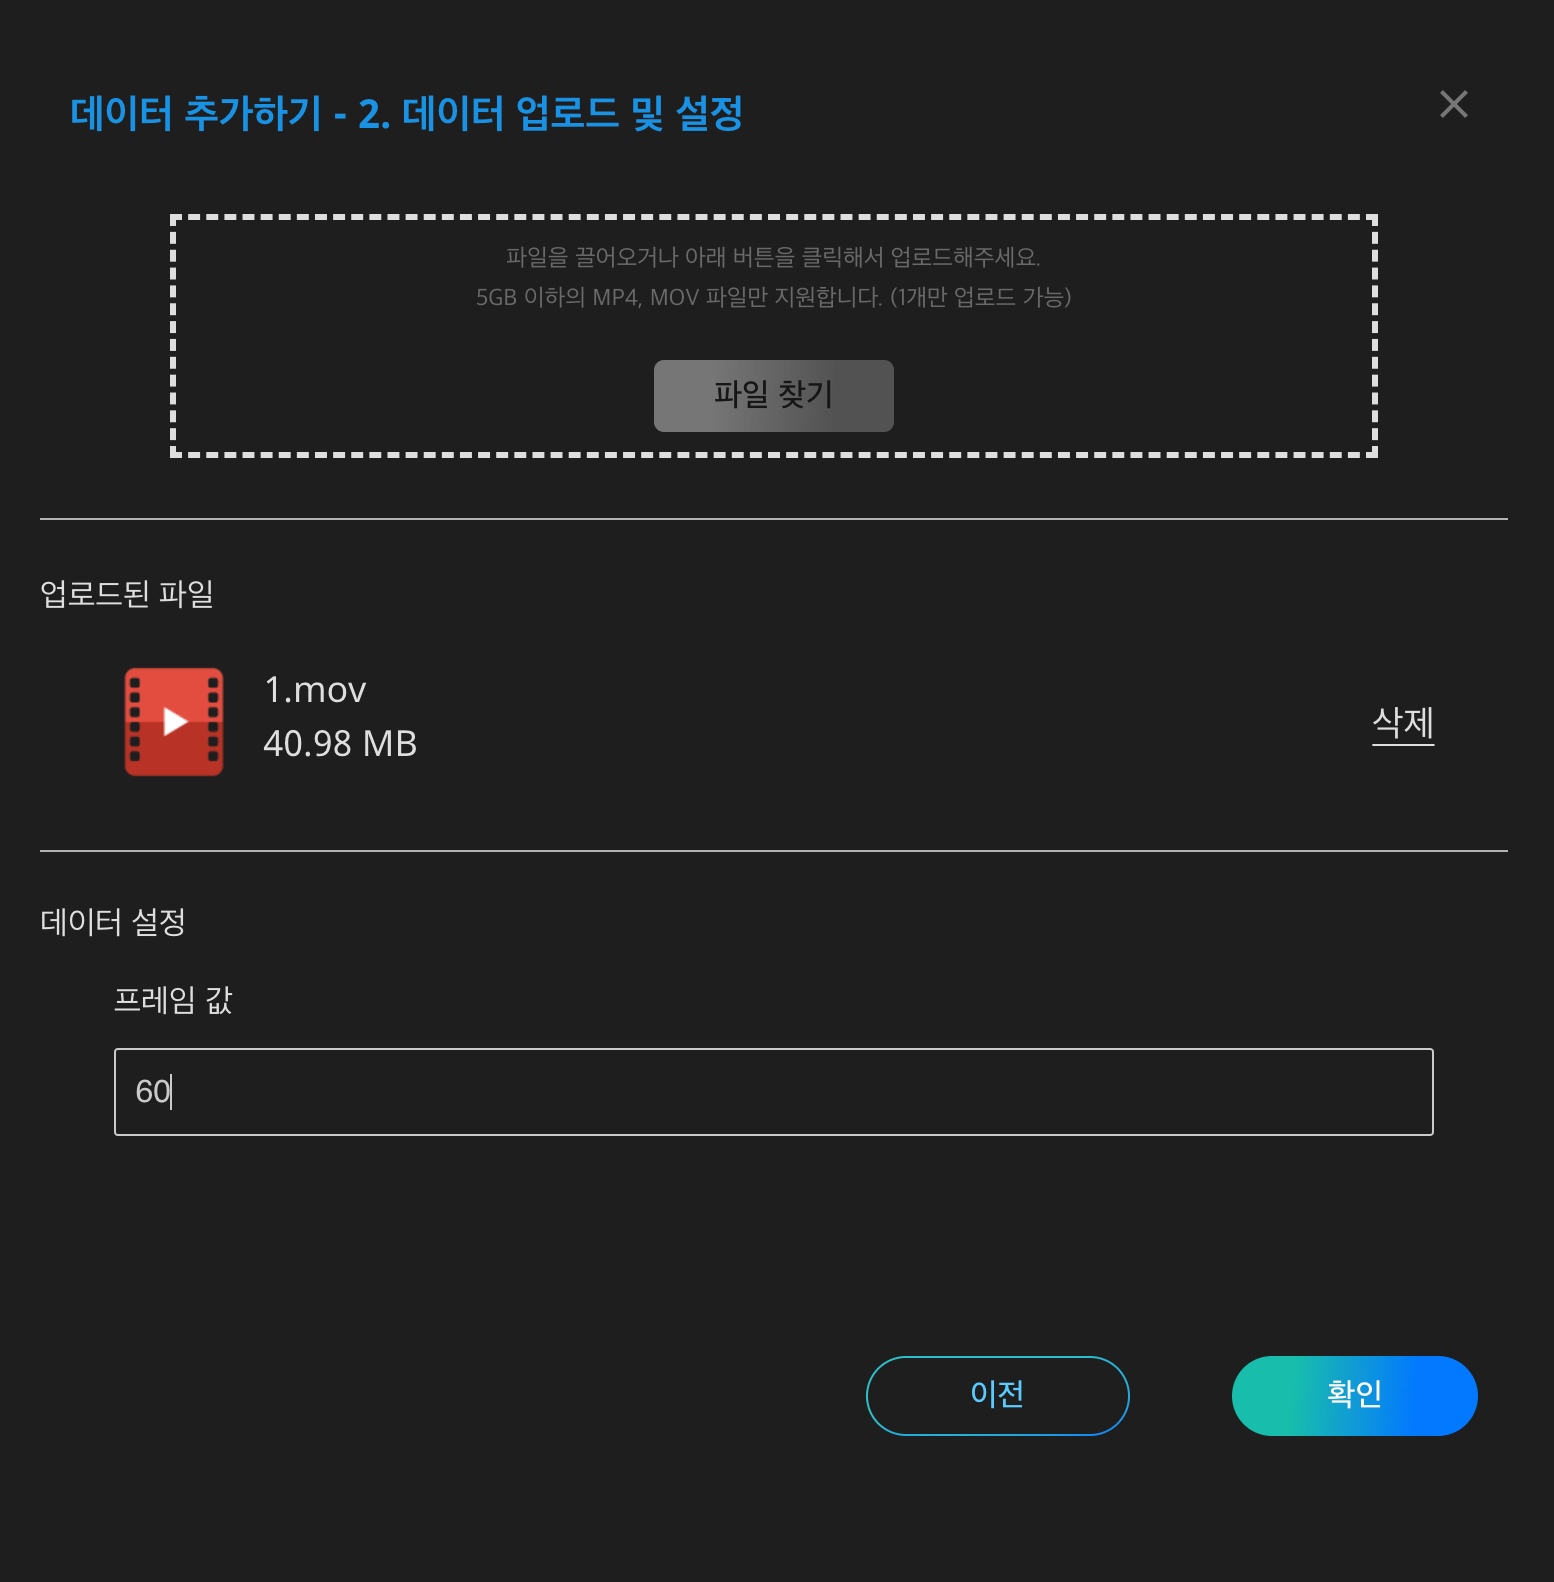 데이터 추가하기 - 2. 데이터 업로드 및 설정
파일을 끌어오거나 아래 버튼을 클릭해서 업로드해주세요.
5GB 이하의 MP4, MOV 파일만 지원합니다. (1개만 업로드 가능)
파일 찾기
업로드된 파일
1.mov
40.98 MB
삭제
데이터 설정
프레임 값
60
이전
확인